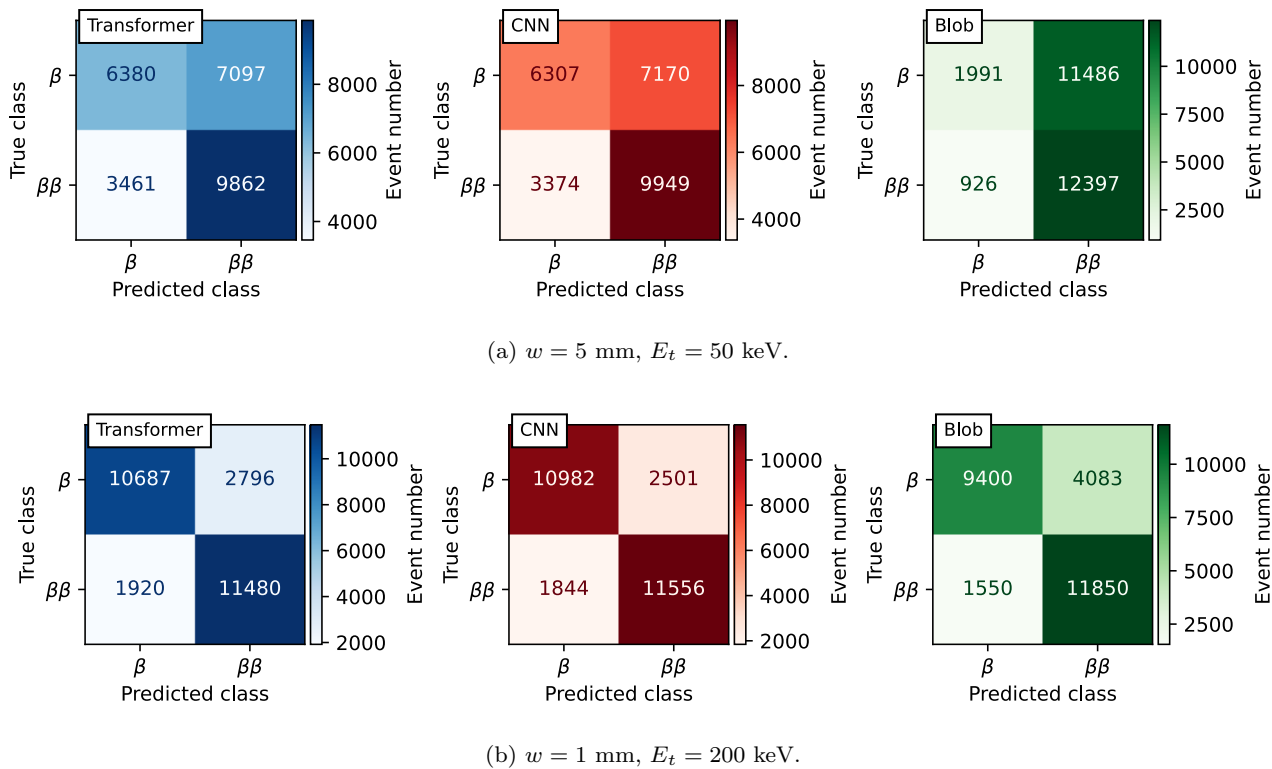 Transformer
True class
β
ββ
6380 7097
3461 9862
β ββ
Predicted class
8000
6000
4000
Event number
CNN
True class
β
ββ
6307 7170
3374 9949
β ββ
Predicted class
8000
6000
4000
Event number
Blob
True class
β
ββ
1991 11486
926 12397
β ββ
Predicted class
10000
7500
5000
2500
Event number
(a) w = 5 mm, E_t = 50 keV.
Transformer
True class
β
ββ
10687 2796
1920 11480
β ββ
Predicted class
10000
8000
6000
4000
2000
Event number
CNN
True class
β
ββ
10982 2501
1844 11556
β ββ
Predicted class
10000
8000
6000
4000
2000
Event number
Blob
True class
β
ββ
9400 4083
1550 11850
β ββ
Predicted class
10000
7500
5000
2500
Event number
(b) w = 1 mm, E_t = 200 keV.